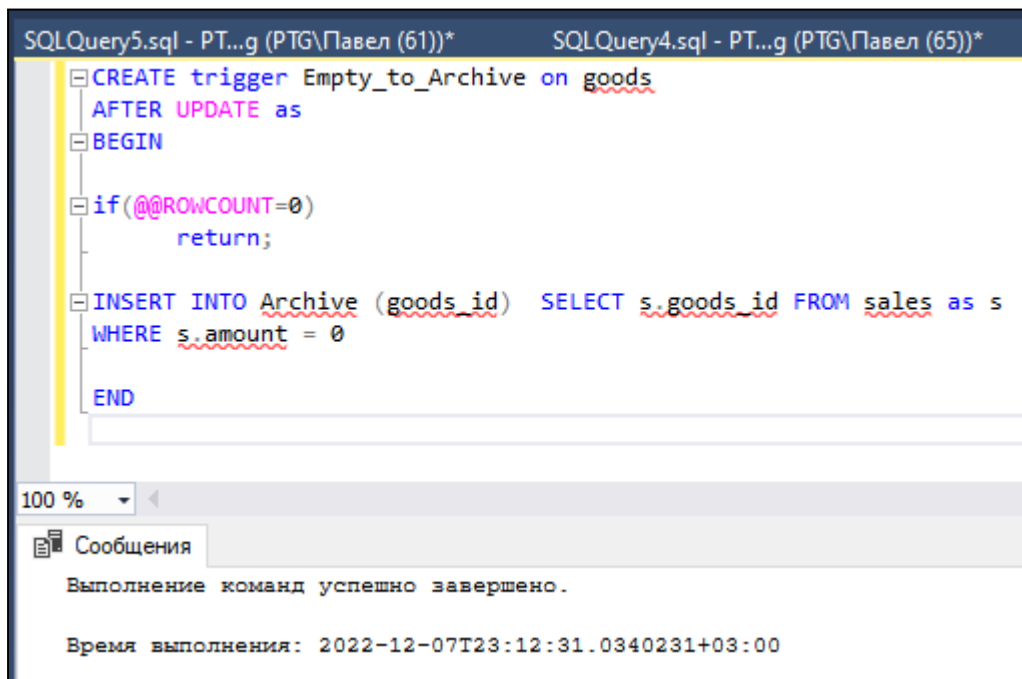 SQLQuery5.sql - PT...g (PTG\Павел (61))* SQLQuery4.sql - PT...g (PTG\Павел (65))*
CREATE trigger Empty_to_Archive on goods
AFTER UPDATE as
BEGIN
if(@@ROWCOUNT=0)
return;
INSERT INTO Archive (goods_id) SELECT s.goods_id FROM sales as s
WHERE s.amount = 0
END
100 %
Сообщения
Выполнение команд успешно завершено.
Время выполнения: 2022-12-07T23:12:31.0340231+03:00